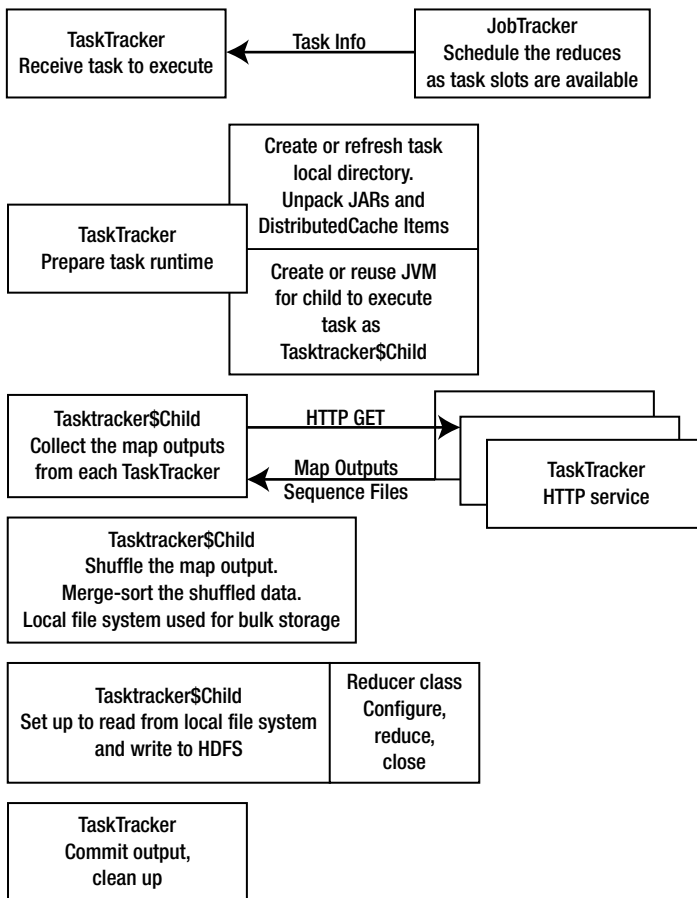 TaskTracker
Receive task to execute
Task Info
JobTracker
Schedule the reduces
as task slots are available
Create or refresh task
local directory.
Unpack JARs and
DistributedCache Items
TaskTracker
Prepare task runtime
Create or reuse JVM
for child to execute
task as
Tasktracker$Child
Tasktracker$Child
Collect the map outputs
from each TaskTracker
HTTP GET
Map Outputs
Sequence Files
TaskTracker
HTTP service
Tasktracker$Child
Shuffle the map output.
Merge-sort the shuffled data.
Local file system used for bulk storage
Tasktracker$Child
Set up to read from local file system
and write to HDFS
Reducer class
Configure,
reduce,
close
TaskTracker
Commit output,
clean up